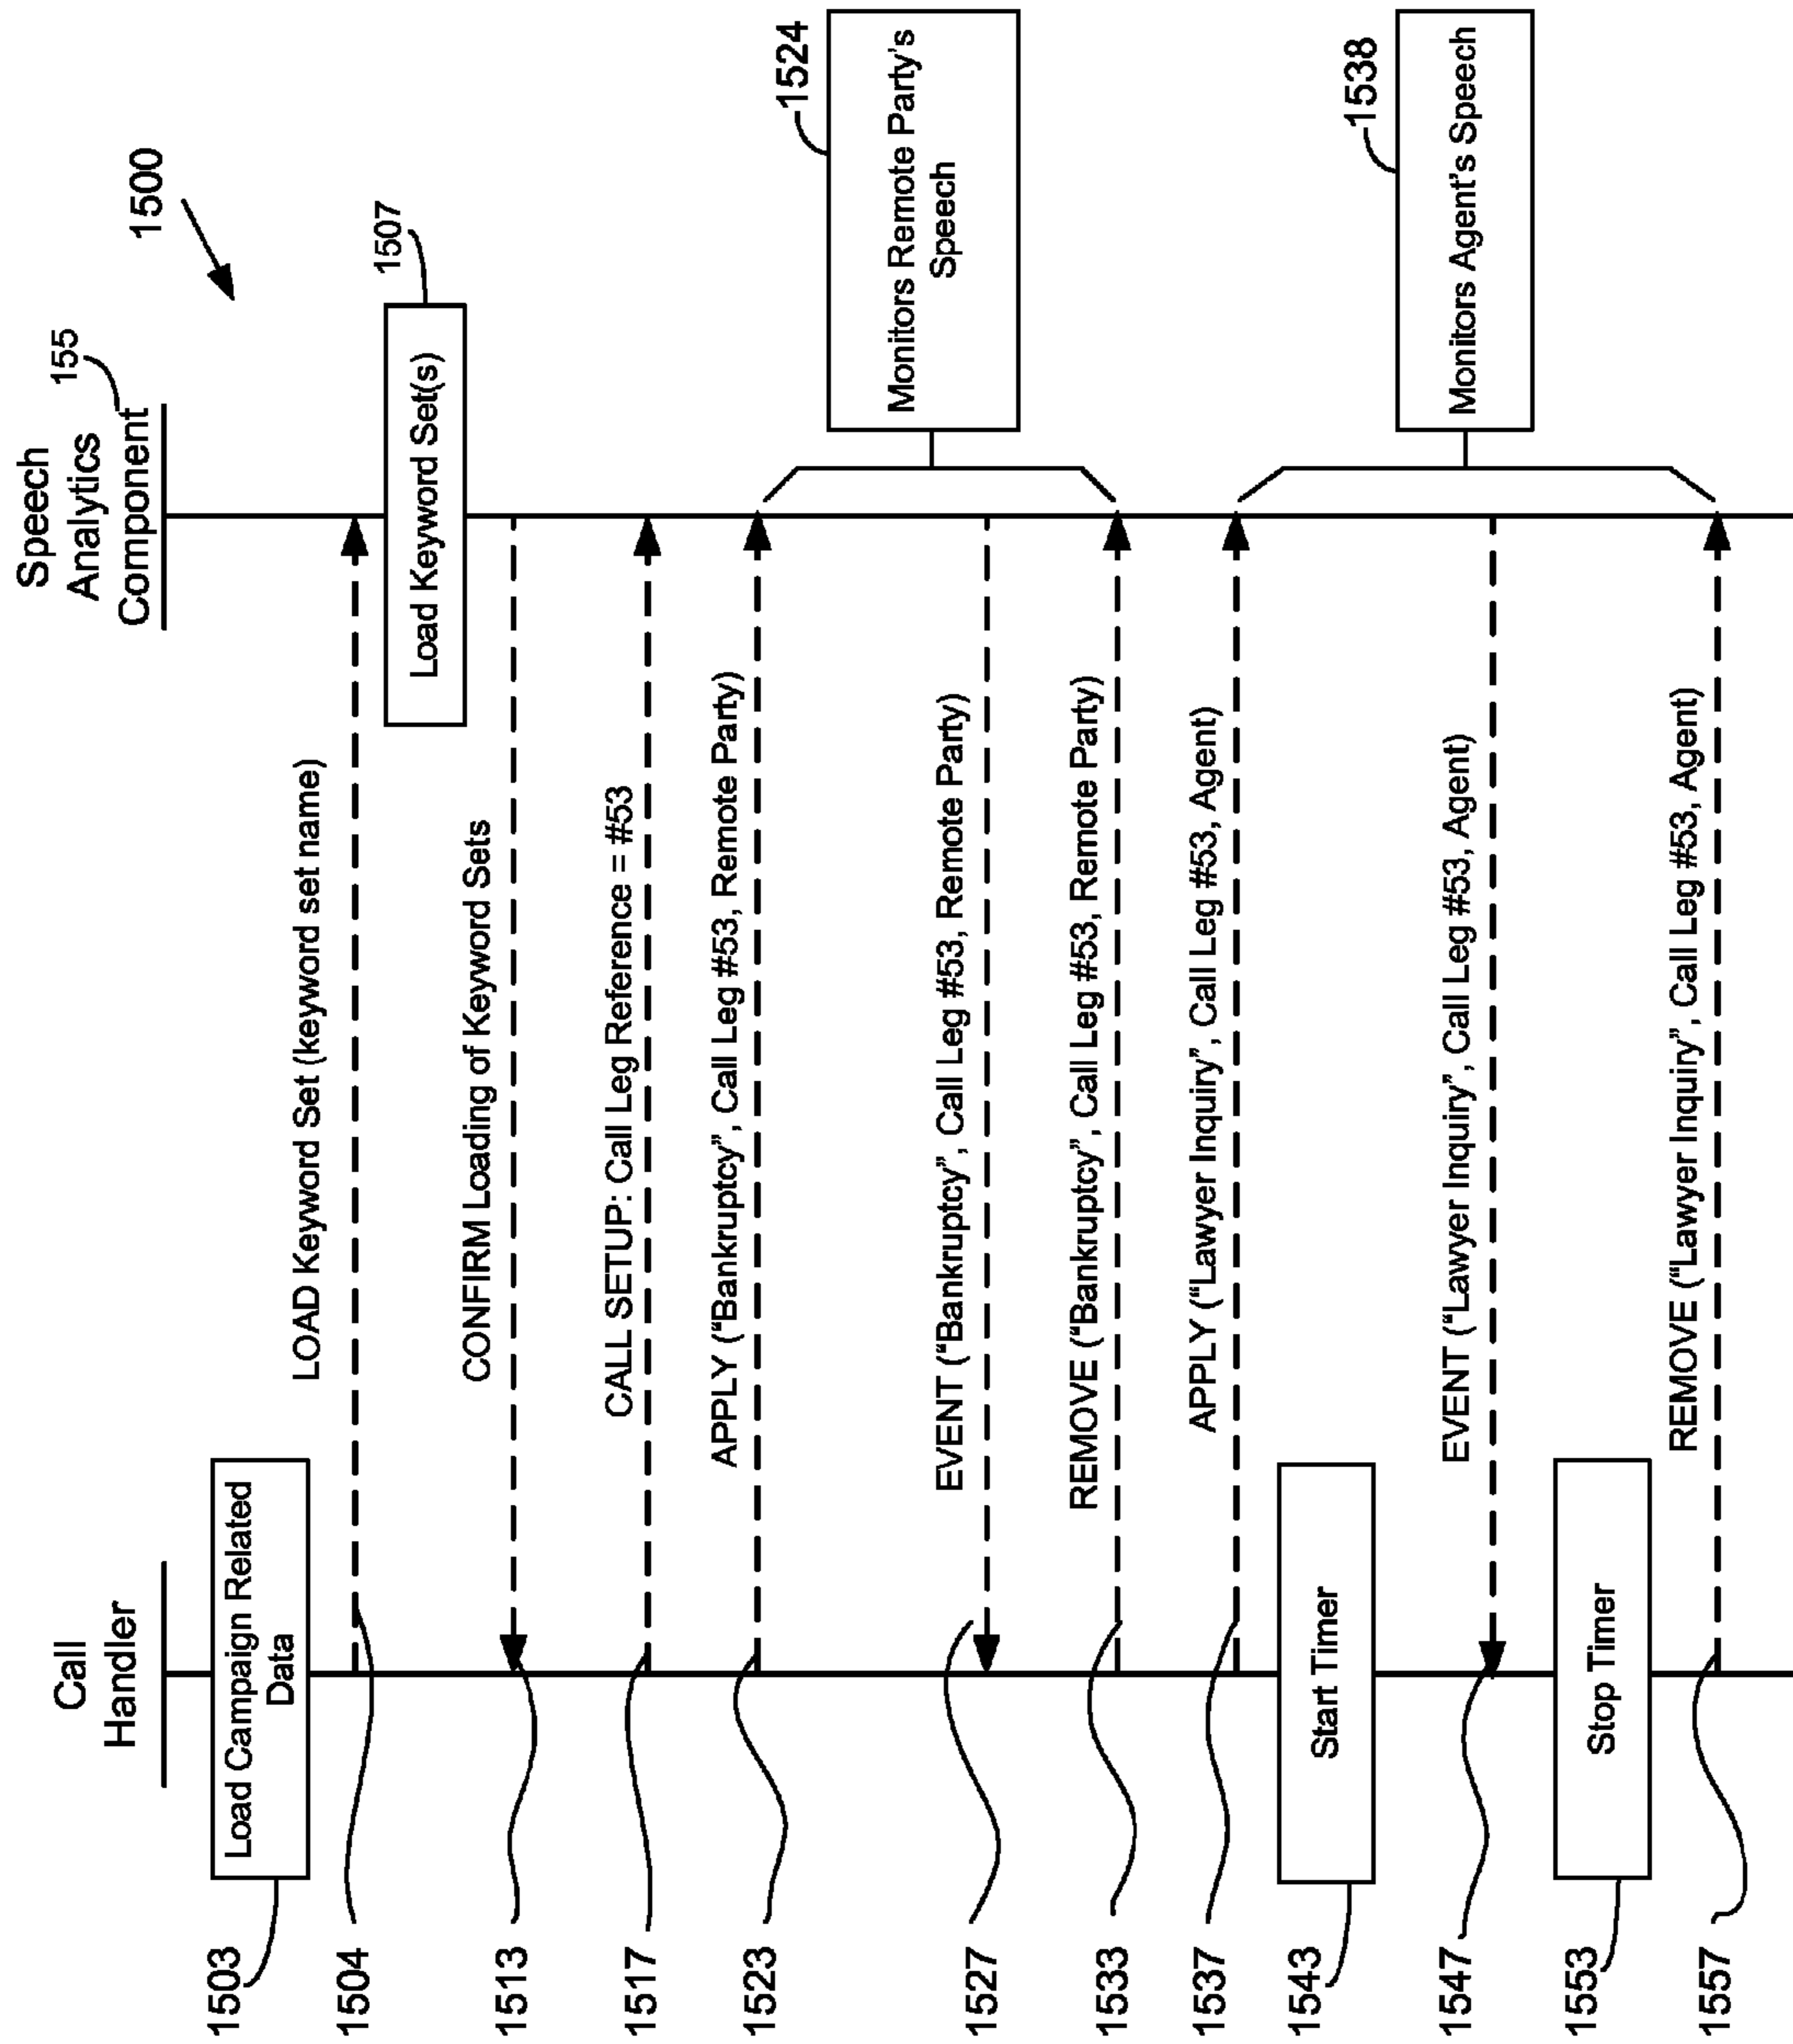 1500
Call
Handler
Speech
Analytics
Component
155
1503
Load Campaign Related
Data
1504
LOAD Keyword Set (keyword set name)
1507
Load Keyword Set(s)
1513
CONFIRM Loading of Keyword Sets
1517
CALL SETUP: Call Leg Reference = #53
1523
APPLY (“Bankruptcy”, Call Leg #53, Remote Party)
1524
Monitors Remote Party’s
Speech
1527
EVENT (“Bankruptcy”, Call Leg #53, Remote Party)
1533
REMOVE (“Bankruptcy”, Call Leg #53, Remote Party)
1537
APPLY (“Lawyer Inquiry”, Call Leg #53, Agent)
1538
Monitors Agent’s Speech
1543
Start Timer
1547
EVENT (“Lawyer Inquiry”, Call Leg #53, Agent)
1553
Stop Timer
1557
REMOVE (“Lawyer Inquiry”, Call Leg #53, Agent)